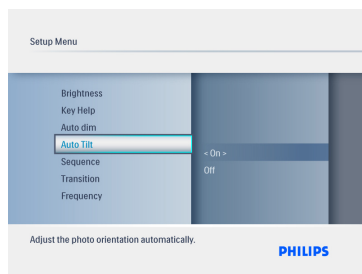 Setup Menu
Brightness
Key Help
Auto dim
Auto Tilt
Sequence
Transition
Frequency
< On >
Off
Adjust the photo orientation automatically.
PHILIPS